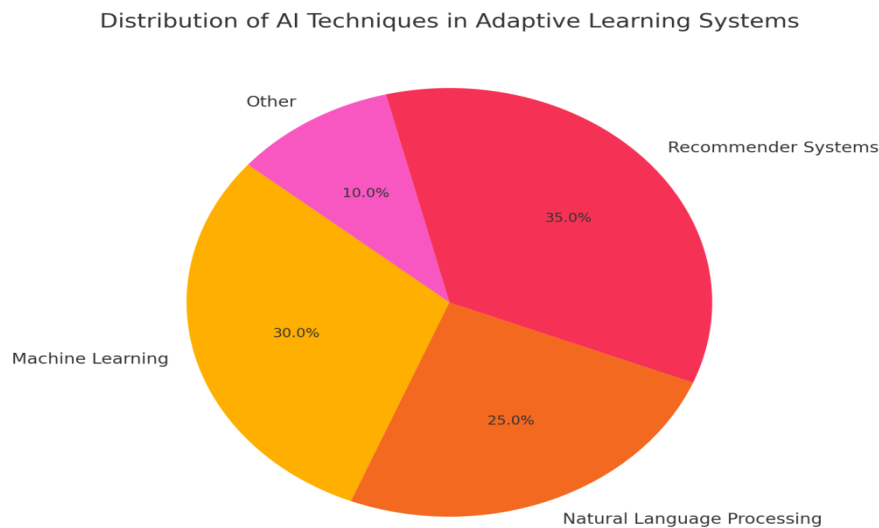 Distribution of AI Techniques in Adaptive Learning Systems
Other
Recommender Systems
10.0%
35.0%
30.0%
Machine Learning
25.0%
Natural Language Processing